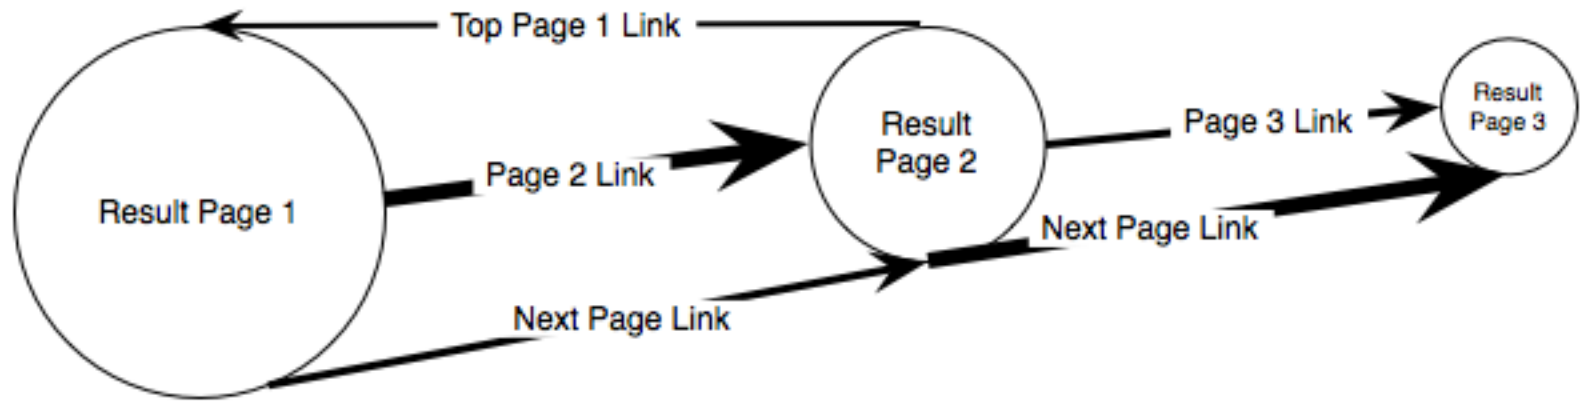 Top Page 1 Link
Result Page 1
Page 2 Link
Next Page Link
Result
Page 2
Page 3 Link
Next Page Link
Result
Page 3